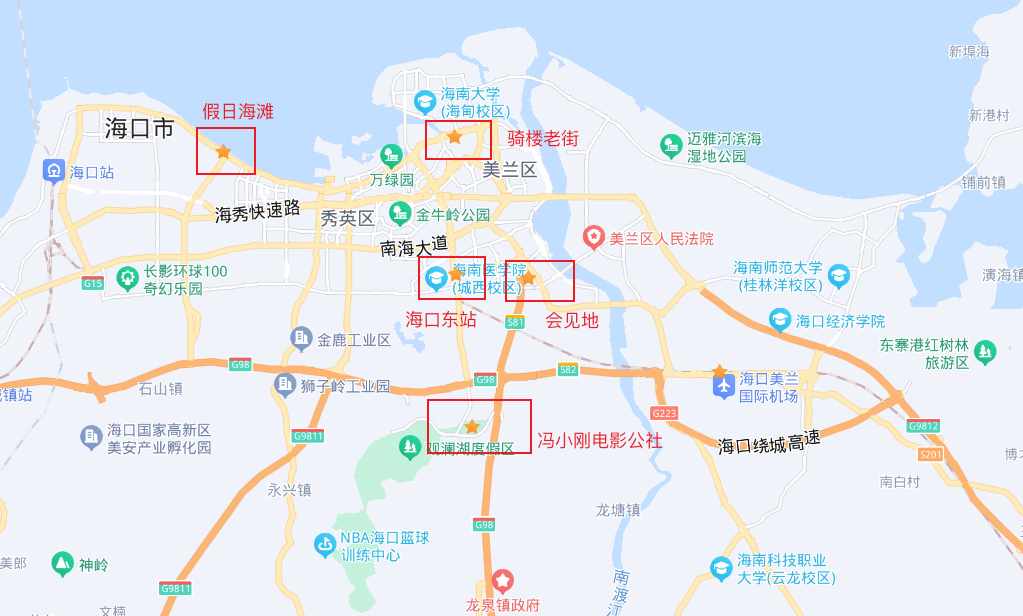 新埠海
海南大学
(海甸校区)
假日海滩
新港村
海口市
骑楼老街
迈雅河滨海
湿地公园
美兰区
海口站
万绿园
铺前镇
海秀快速路
秀英区
金牛岭公园
南海大道
美兰区人民法院
长影环球100
奇幻乐园
G15
海南医学院
(城西校区)
海南师范大学
(桂林洋校区)
演海镇
海口东站
会见地
S81
海口经济学院
金鹿工业区
东寨港红树林
旅游区
G98
S82
石山镇
G98
狮子岭工业园
海口美兰
国际机场
镇站
G223
海口国家高新区
美安产业孵化园
G9811
观澜湖度假区
冯小刚电影公社
海口绕城高速
G9812
S201
永兴镇
南白村
龙塘镇
G98
NBA海口篮球
训练中心
美郎
神岭
海南科技职业
大学(云龙校区)
G9811
南渡江
龙泉镇政府
文楠